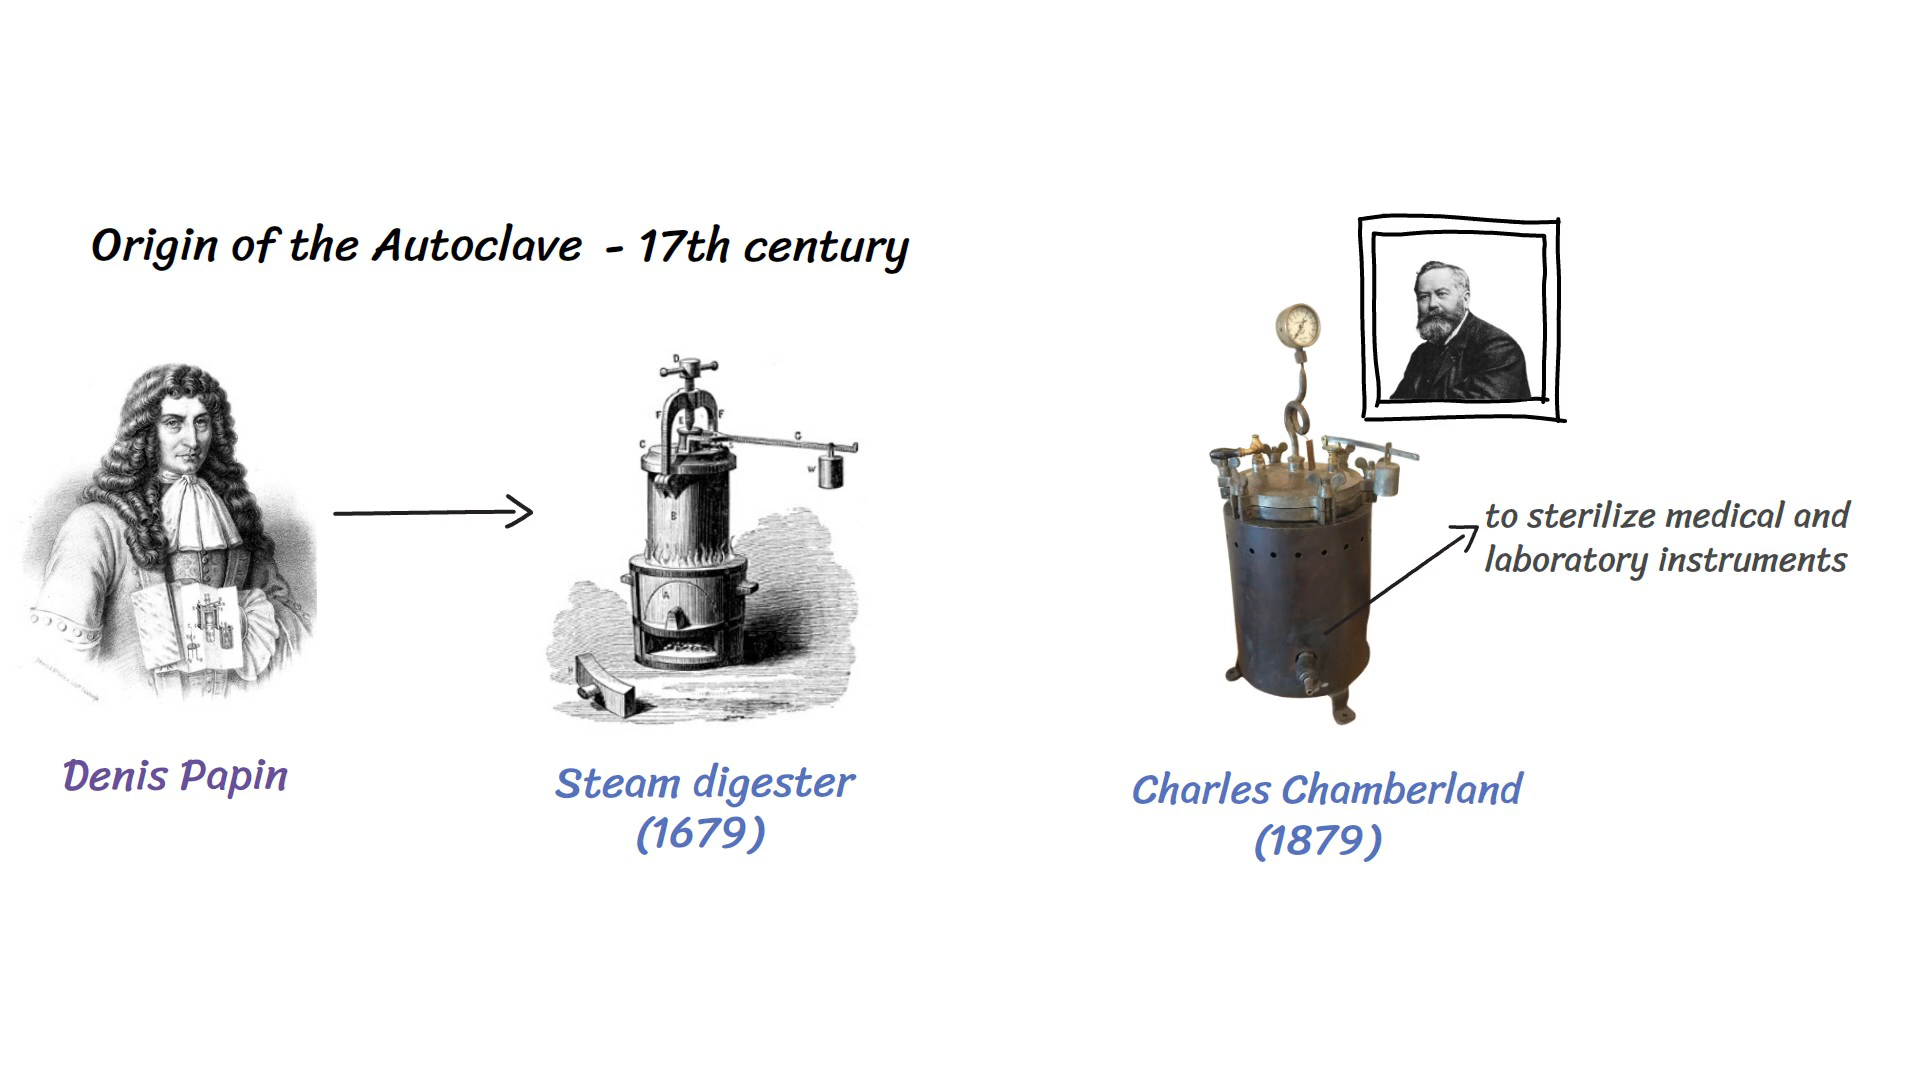 Origin of the Autoclave - 17th century
D
F
F
E
C
G
W
B
A
H
Denis Papin
Steam digester
(1679)
to sterilize medical and
laboratory instruments
Charles Chamberland
(1879)